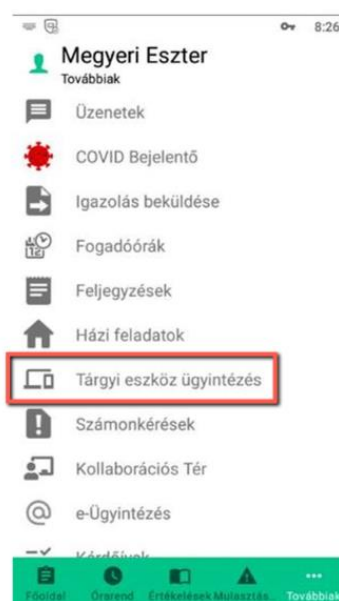 8:26
Megyeri Eszter
Továbbiak
Üzenetek
COVID Bejelentő
Igazolás beküldése
12
Fogadóórák
Feljegyzések
Házi feladatok
Tárgyi eszköz ügyintézés
Számonkérések
Kollaborációs Tér
@ e-Ügyintézés
Kérdőívek
Főoldal Órarend Értékelések Mulasztás... Továbbiak